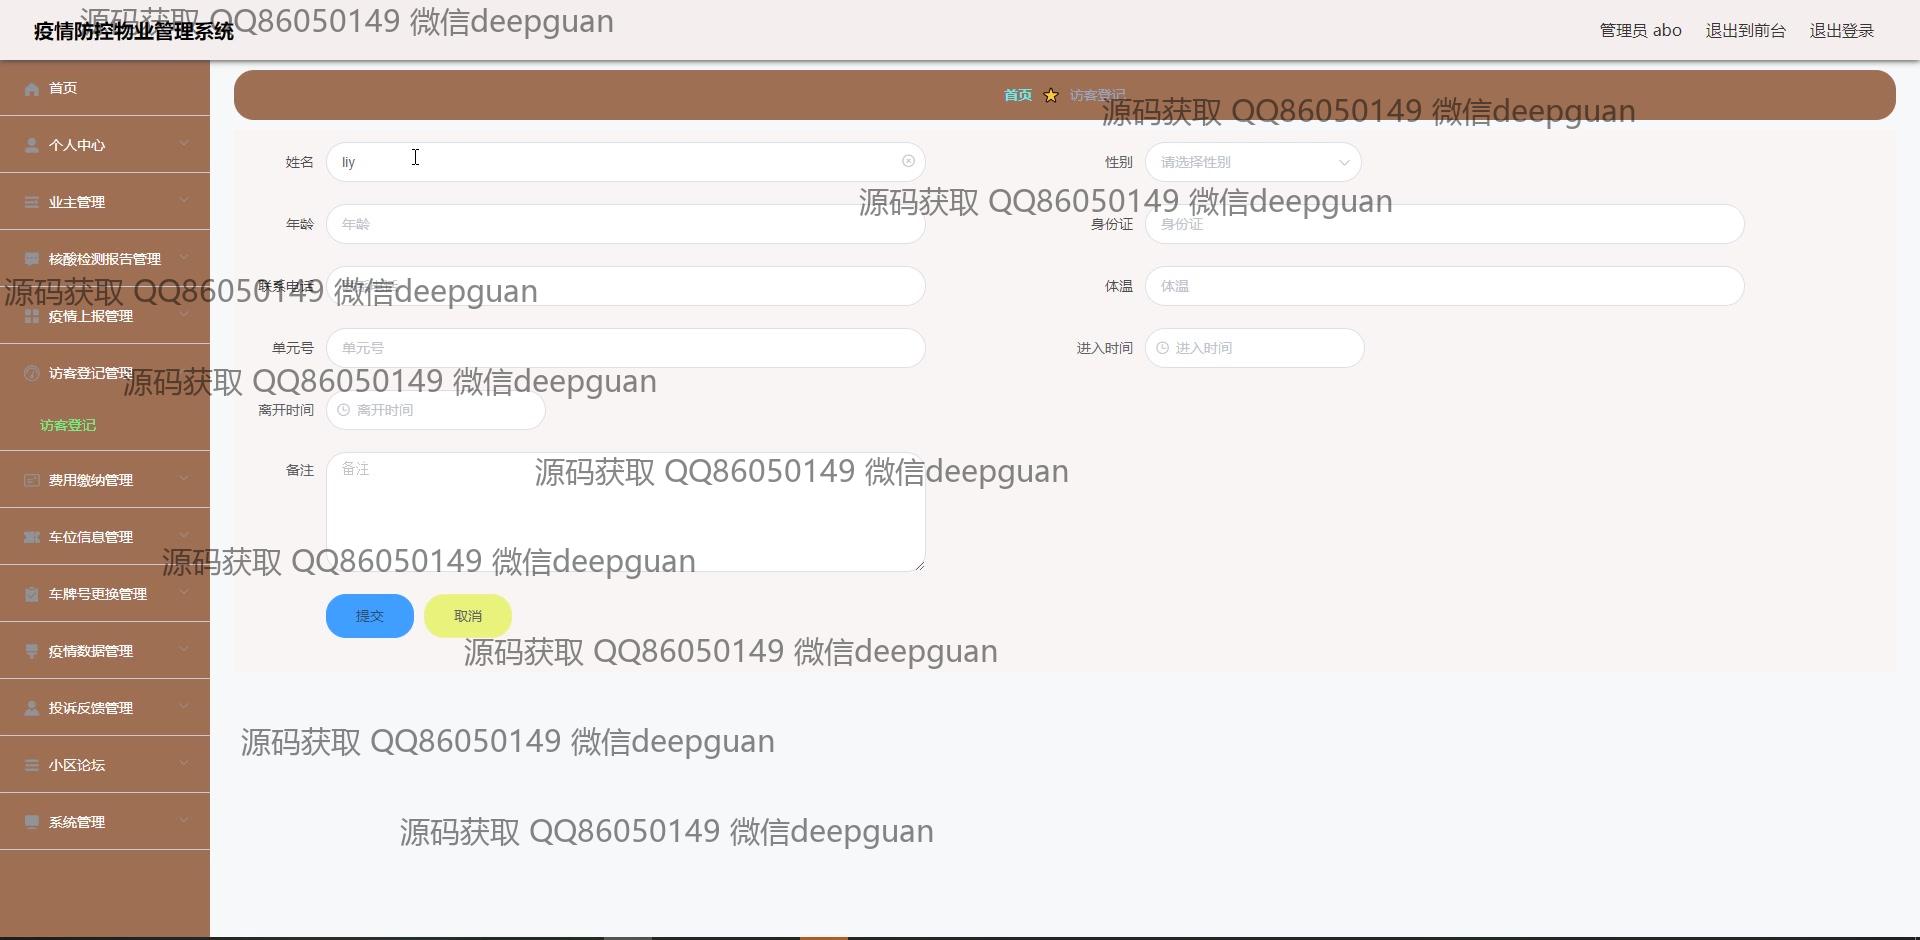 疫情防控物业管理系统
源码获取 QQ86050149 微信deepguan
管理员 abo 退出到前台 退出登录
首页
个人中心
业主管理
核酸检测报告管理
疫情上报管理
访客登记管理
访客登记
费用缴纳管理
车位信息管理
车牌号更换管理
疫情数据管理
投诉反馈管理
小区论坛
系统管理
首页 访客登记
源码获取 QQ86050149 微信deepguan
姓名 liy 性别 请选择性别
源码获取 QQ86050149 微信deepguan
年龄 年龄 身份证 身份证
联系电话 体温 体温
源码获取 QQ86050149 微信deepguan
单元号 单元号 进入时间 进入时间
源码获取 QQ86050149 微信deepguan
离开时间 离开时间
备注 备注
源码获取 QQ86050149 微信deepguan
源码获取 QQ86050149 微信deepguan
提交 取消
源码获取 QQ86050149 微信deepguan
源码获取 QQ86050149 微信deepguan
源码获取 QQ86050149 微信deepguan